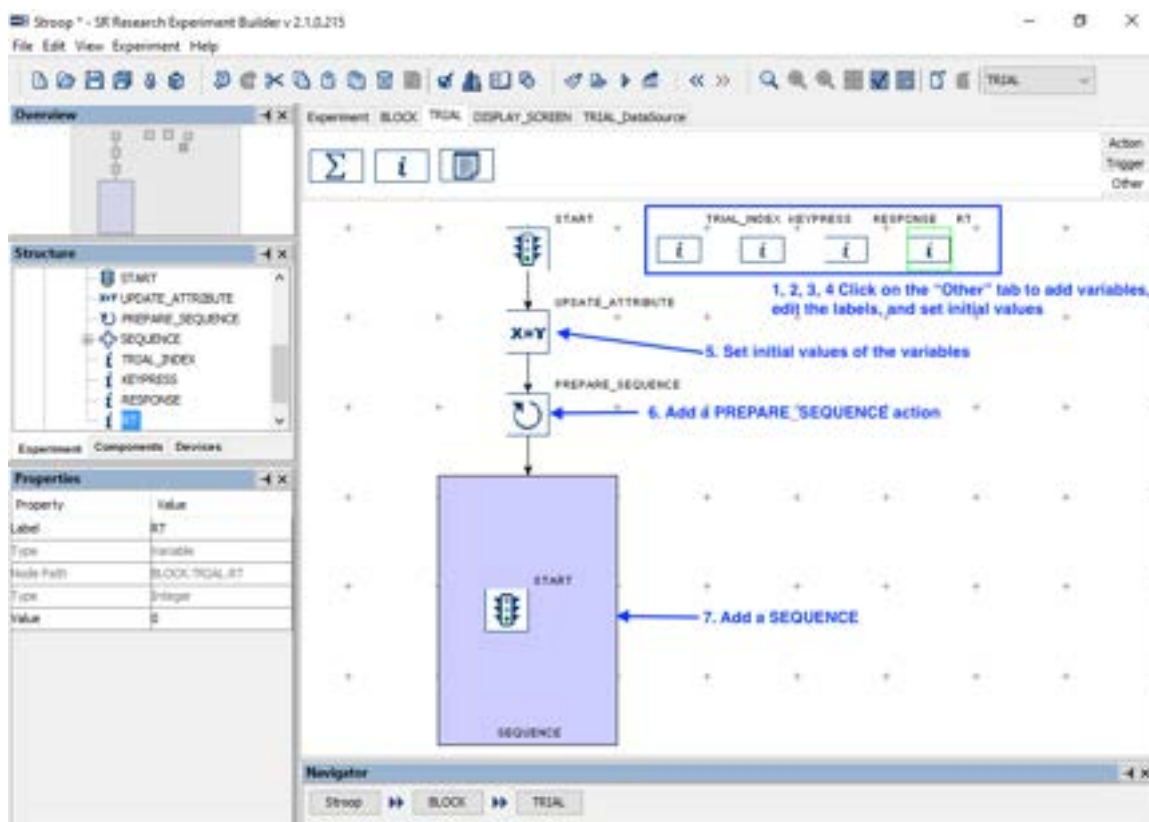 Stroop * - SR Research Experiment Builder v 2.1.0.215
File Edit View Experiment Help
TRIAL
Overview
Experiment BLOCK TRIAL DISPLAY_SCREEN TRIAL_DataSource
Action
Trigger
Other
START
TRIAL_INDEX KEYPRESS RESPONSE RT
1, 2, 3, 4 Click on the "Other" tab to add variables,
edit the labels, and set initial values
UPDATE_ATTRIBUTE
X=Y
5. Set initial values of the variables
PREPARE_SEQUENCE
6. Add a PREPARE_SEQUENCE action
START
7. Add a SEQUENCE
SEQUENCE
Structure
START
X=Y UPDATE_ATTRIBUTE
PREPARE_SEQUENCE
SEQUENCE
i TRIAL_INDEX
i KEYPRESS
i RESPONSE
i RT
Experiment Components Devices
Properties
Property Value
Label RT
Type Variable
Node Path BLOCK.TRIAL.RT
Type Integer
Value 0
Navigator
Stroop BLOCK TRIAL